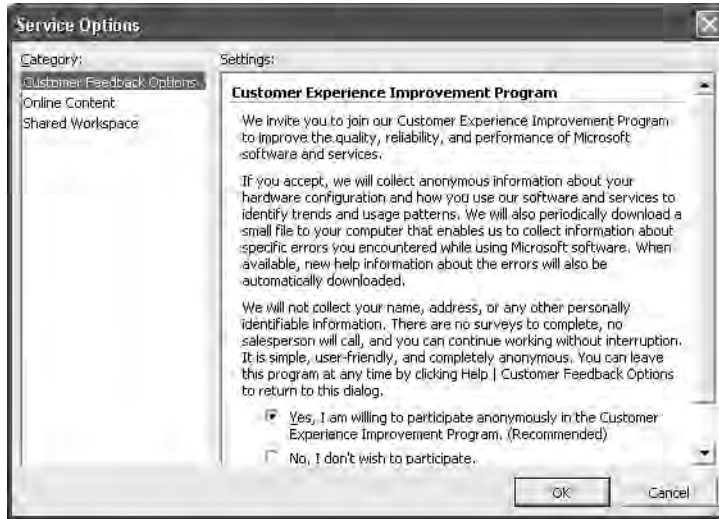 Service Options
Category:
Customer Feedback Options
Online Content
Shared Workspace
Settings:
Customer Experience Improvement Program
We invite you to join our Customer Experience Improvement Program
to improve the quality, reliability, and performance of Microsoft
software and services.
If you accept, we will collect anonymous information about your
hardware configuration and how you use our software and services to
identify trends and usage patterns. We will also periodically download a
small file to your computer that enables us to collect information about
specific errors you encountered while using Microsoft software. When
available, new help information about the errors will also be
automatically downloaded.
We will not collect your name, address, or any other personally
identifiable information. There are no surveys to complete, no
salesperson will call, and you can continue working without interruption.
It is simple, user-friendly, and completely anonymous. You can leave
this program at any time by clicking Help | Customer Feedback Options
to return to this dialog.
Yes, I am willing to participate anonymously in the Customer
Experience Improvement Program. (Recommended)
No, I don't wish to participate.
OK
Cancel